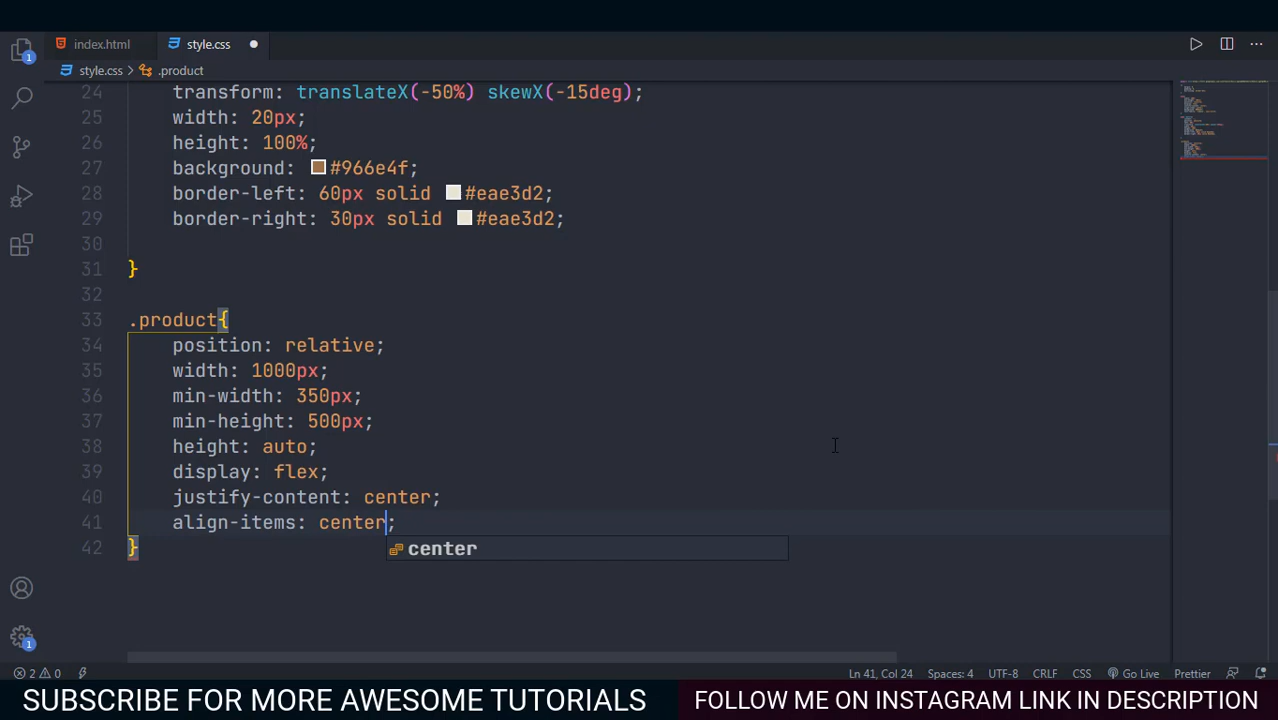 index.html style.css
style.css > .product
24 transform: translateX(-50%) skewX(-15deg);
25 width: 20px;
26 height: 100%;
27 background: #966e4f;
28 border-left: 60px solid #eae3d2;
29 border-right: 30px solid #eae3d2;
30
31 }
32
33 .product{
34 position: relative;
35 width: 1000px;
36 min-width: 350px;
37 min-height: 500px;
38 height: auto;
39 display: flex;
40 justify-content: center;
41 align-items: center;
center
42 }
1
1
2 0 Ln 41, Col 24 Spaces: 4 UTF-8 CRLF CSS Go Live Prettier
SUBSCRIBE FOR MORE AWESOME TUTORIALS FOLLOW ME ON INSTAGRAM LINK IN DESCRIPTION